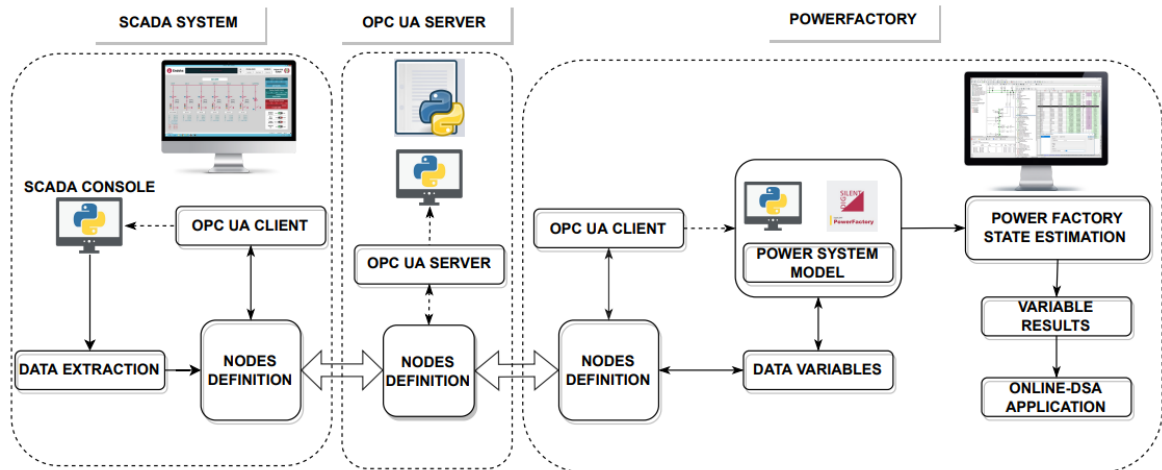 SCADA SYSTEM
OPC UA SERVER
POWERFACTORY
SCADA CONSOLE
OPC UA CLIENT
DATA EXTRACTION
NODES
DEFINITION
OPC UA SERVER
NODES
DEFINITION
OPC UA CLIENT
NODES
DEFINITION
DIG
SILENT
PowerFactory
POWER SYSTEM
MODEL
DATA VARIABLES
POWER FACTORY
STATE ESTIMATION
VARIABLE
RESULTS
ONLINE-DSA
APPLICATION